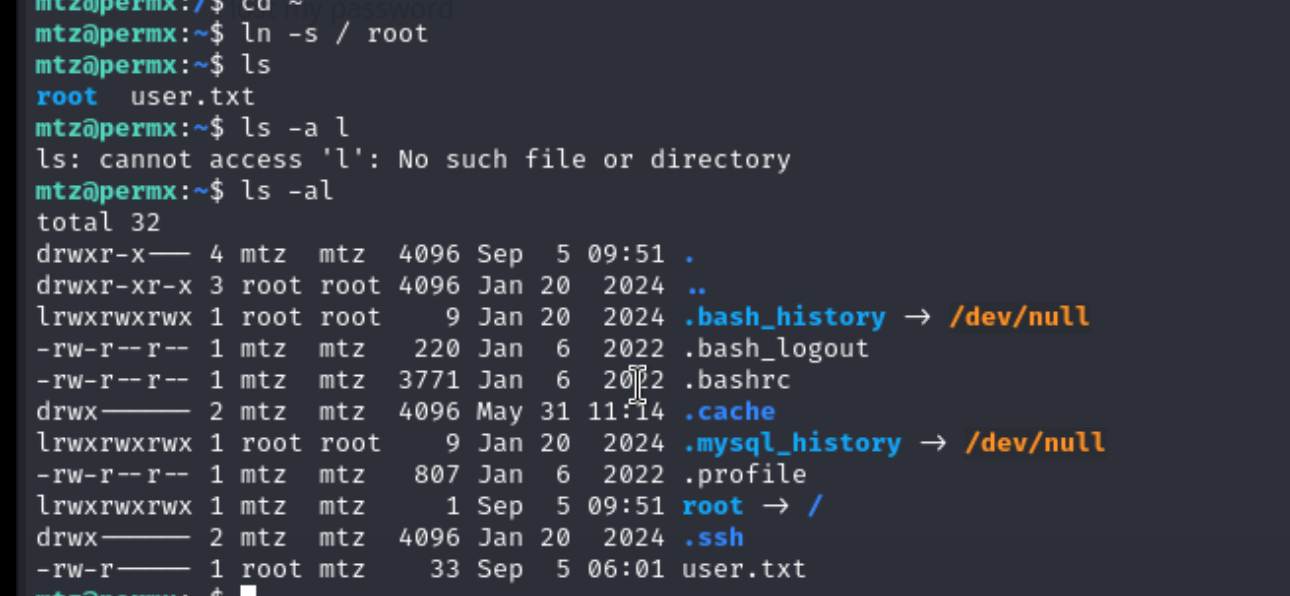 mtz@permx:/$ cd ~
mtz@permx:~$ ln -s / root
mtz@permx:~$ ls
root  user.txt
mtz@permx:~$ ls -a l
ls: cannot access 'l': No such file or directory
mtz@permx:~$ ls -al
total 32
drwxr-x--- 4 mtz  mtz  4096 Sep  5 09:51 .
drwxr-xr-x 3 root root 4096 Jan 20  2024 ..
lrwxrwxrwx 1 root root    9 Jan 20  2024 .bash_history -> /dev/null
-rw-r--r-- 1 mtz  mtz   220 Jan  6  2022 .bash_logout
-rw-r--r-- 1 mtz  mtz  3771 Jan  6  2022 .bashrc
drwx------ 2 mtz  mtz  4096 May 31 11:14 .cache
lrwxrwxrwx 1 root root    9 Jan 20  2024 .mysql_history -> /dev/null
-rw-r--r-- 1 mtz  mtz   807 Jan  6  2022 .profile
lrwxrwxrwx 1 mtz  mtz     1 Sep  5 09:51 root -> /
drwx------ 2 mtz  mtz  4096 Jan 20  2024 .ssh
-rw-r----- 1 root mtz    33 Sep  5 06:01 user.txt
mtz@permx:~$